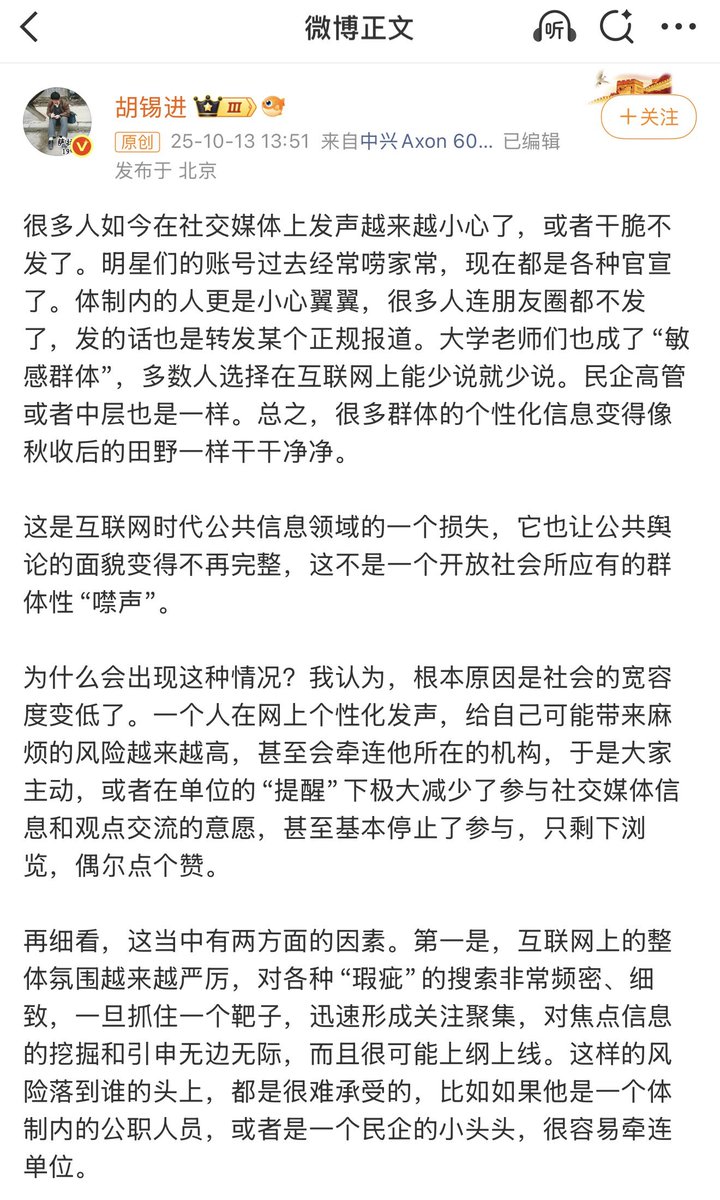 微博正文
听
胡锡进 III
+关注
原创 25-10-13 13:51 来自中兴Axon 60... 已编辑
发布于 北京
很多人如今在社交媒体上发声越来越小心了，或者干脆不
发了。明星们的账号过去经常唠家常，现在都是各种官宣
了。体制内的人更是小心翼翼，很多人连朋友圈都不发
了，发的话也是转发某个正规报道。大学老师们也成了“敏
感群体”，多数人选择在互联网上能少说就少说。民企高管
或者中层也是一样。总之，很多群体的个性化信息变得像
秋收后的田野一样干干净净。
这是互联网时代公共信息领域的一个损失，它也让公共舆
论的面貌变得不再完整，这不是一个开放社会所应有的群
体性“噤声”。
为什么会出现这种情况？我认为，根本原因是社会的宽容
度变低了。一个人在网上个性化发声，给自己可能带来麻
烦的风险越来越高，甚至会牵连他所在的机构，于是大家
主动，或者在单位的“提醒”下极大减少了参与社交媒体信
息和观点交流的意愿，甚至基本停止了参与，只剩下浏
览，偶尔点个赞。
再细看，这当中有两方面的因素。第一是，互联网上的整
体氛围越来越严厉，对各种“瑕疵”的搜索非常频密、细
致，一旦抓住一个靶子，迅速形成关注聚集，对焦点信息
的挖掘和引申无边无际，而且很可能上纲上线。这样的风
险落到谁的头上，都是很难承受的，比如如果他是一个体
制内的公职人员，或者是一个民企的小头头，很容易牵连
单位。